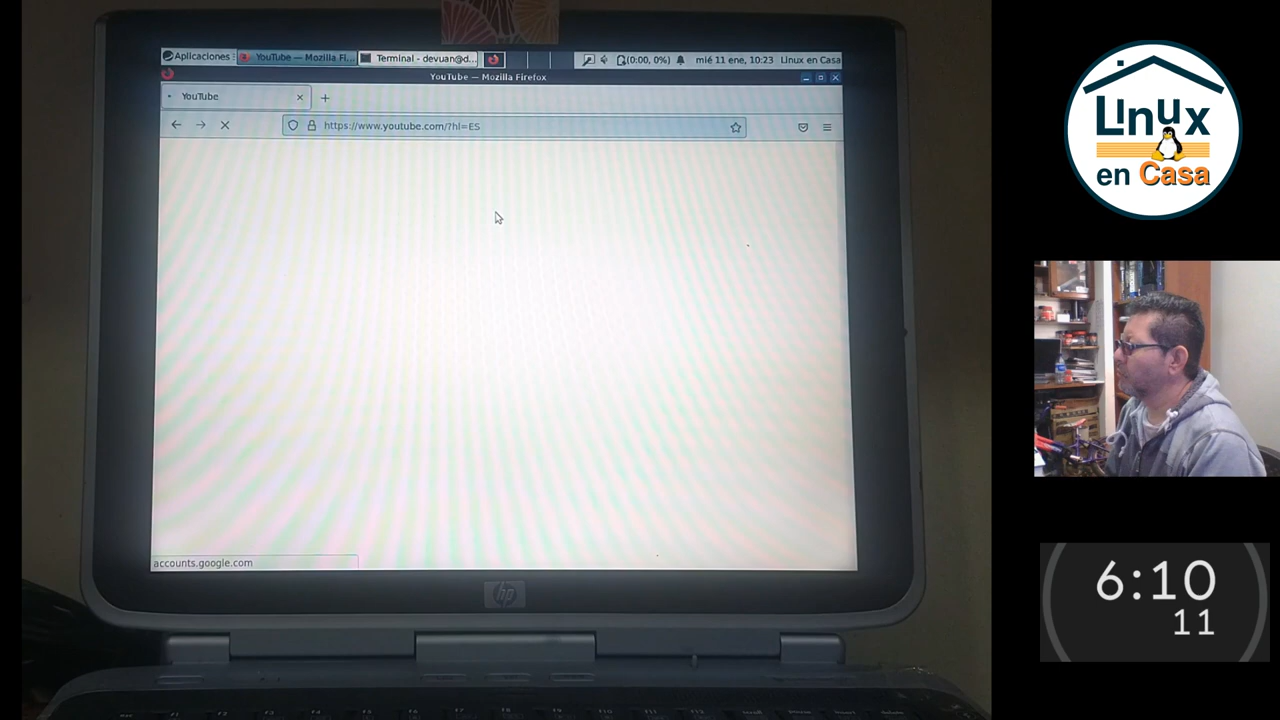 Aplicaciones
YouTube — Mozilla Fi...
Terminal - devuan@d...
(0:00, 0%)
mié 11 ene, 10:23
Linux en Casa
YouTube — Mozilla Firefox
YouTube
https://www.youtube.com/?hl=ES
accounts.google.com
hp
Linux
en Casa
6:10
11